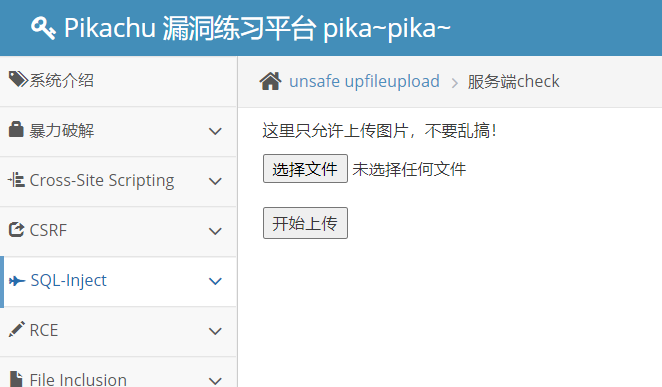 Pikachu 漏洞练习平台 pika~pika~
系统介绍
暴力破解
Cross-Site Scripting
CSRF
SQL-Inject
RCE
File Inclusion
unsafe upfileupload > 服务端check
这里只允许上传图片，不要乱搞！
选择文件 未选择任何文件
开始上传